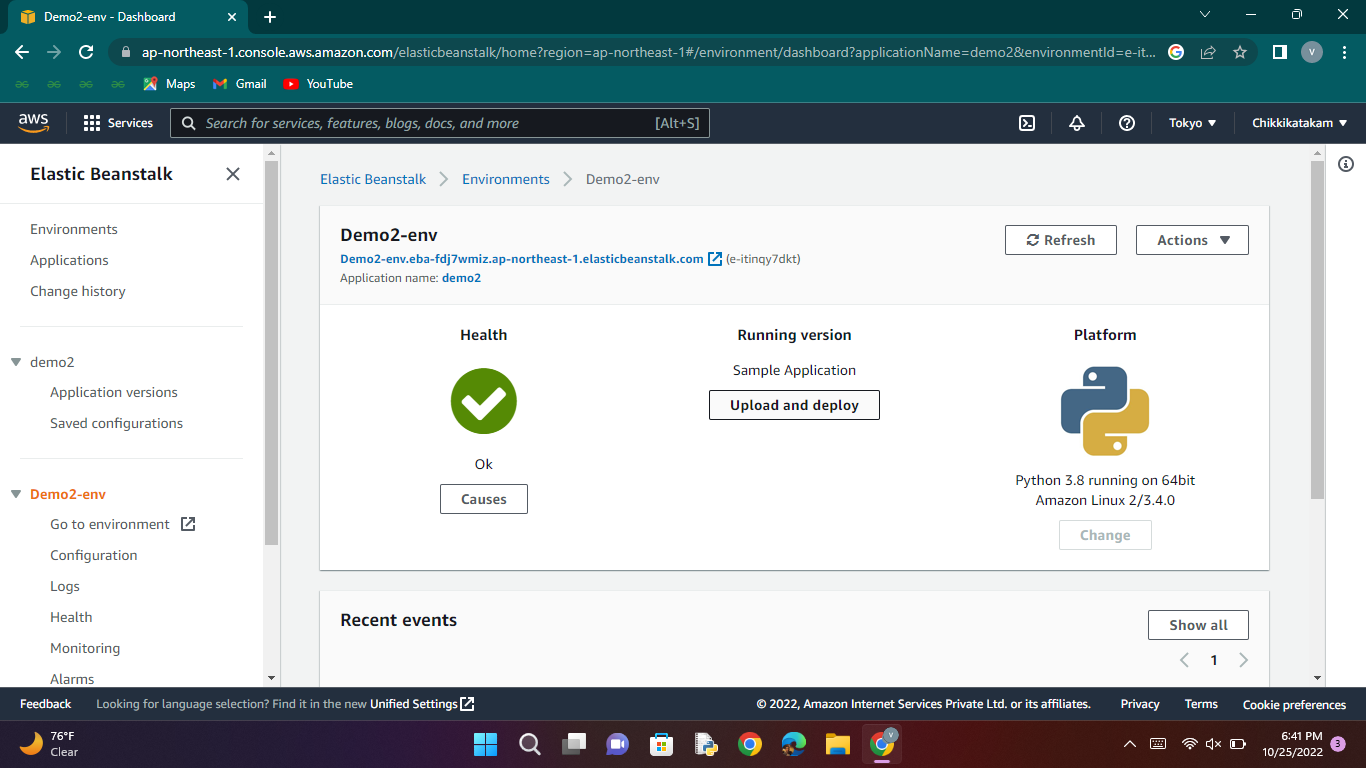 Demo2-env - Dashboard
ap-northeast-1.console.aws.amazon.com/elasticbeanstalk/home?region=ap-northeast-1#/environment/dashboard?applicationName=demo2&environmentId=e-it...
V
Maps
Gmail
YouTube
aws
Services
Search for services, features, blogs, docs, and more
[Alt+S]
Tokyo
Chikkikatakam
Elastic Beanstalk
Environments
Applications
Change history
demo2
Application versions
Saved configurations
Demo2-env
Go to environment
Configuration
Logs
Health
Monitoring
Alarms
Elastic Beanstalk
Environments
Demo2-env
Demo2-env
Demo2-env.eba-fdj7wmiz.ap-northeast-1.elasticbeanstalk.com (e-itinqy7dkt)
Application name: demo2
Refresh
Actions
Health
Ok
Causes
Running version
Sample Application
Upload and deploy
Platform
Python 3.8 running on 64bit
Amazon Linux 2/3.4.0
Change
Recent events
Show all
1
Feedback
Looking for language selection? Find it in the new Unified Settings
© 2022, Amazon Internet Services Private Ltd. or its affiliates.
Privacy
Terms
Cookie preferences
76°F
Clear
V
6:41 PM
10/25/2022
3